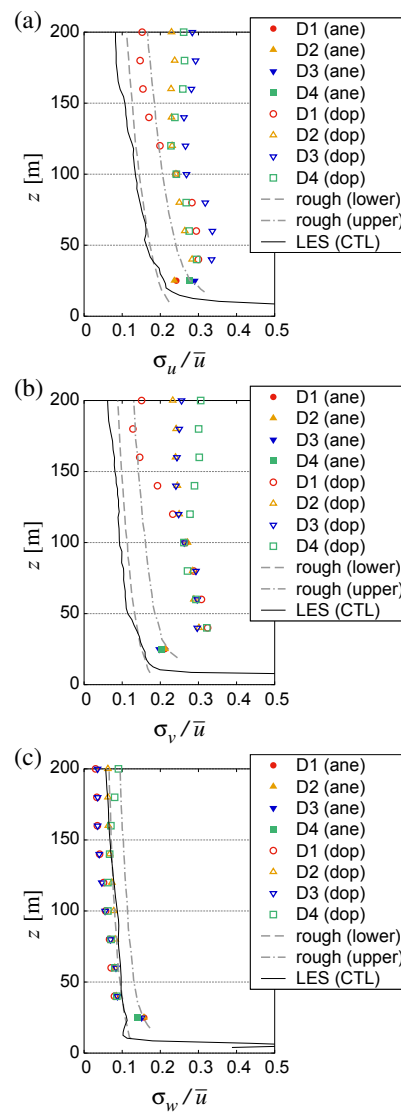 (a)
200
150
100
50
0
z [m]
0 0.1 0.2 0.3 0.4 0.5
σu / ū
D1 (ane)
D2 (ane)
D3 (ane)
D4 (ane)
D1 (dop)
D2 (dop)
D3 (dop)
D4 (dop)
rough (lower)
rough (upper)
LES (CTL)
(b)
200
150
100
50
0
z [m]
0 0.1 0.2 0.3 0.4 0.5
σv / ū
D1 (ane)
D2 (ane)
D3 (ane)
D4 (ane)
D1 (dop)
D2 (dop)
D3 (dop)
D4 (dop)
rough (lower)
rough (upper)
LES (CTL)
(c)
200
150
100
50
0
z [m]
0 0.1 0.2 0.3 0.4 0.5
σw / ū
D1 (ane)
D2 (ane)
D3 (ane)
D4 (ane)
D1 (dop)
D2 (dop)
D3 (dop)
D4 (dop)
rough (lower)
rough (upper)
LES (CTL)